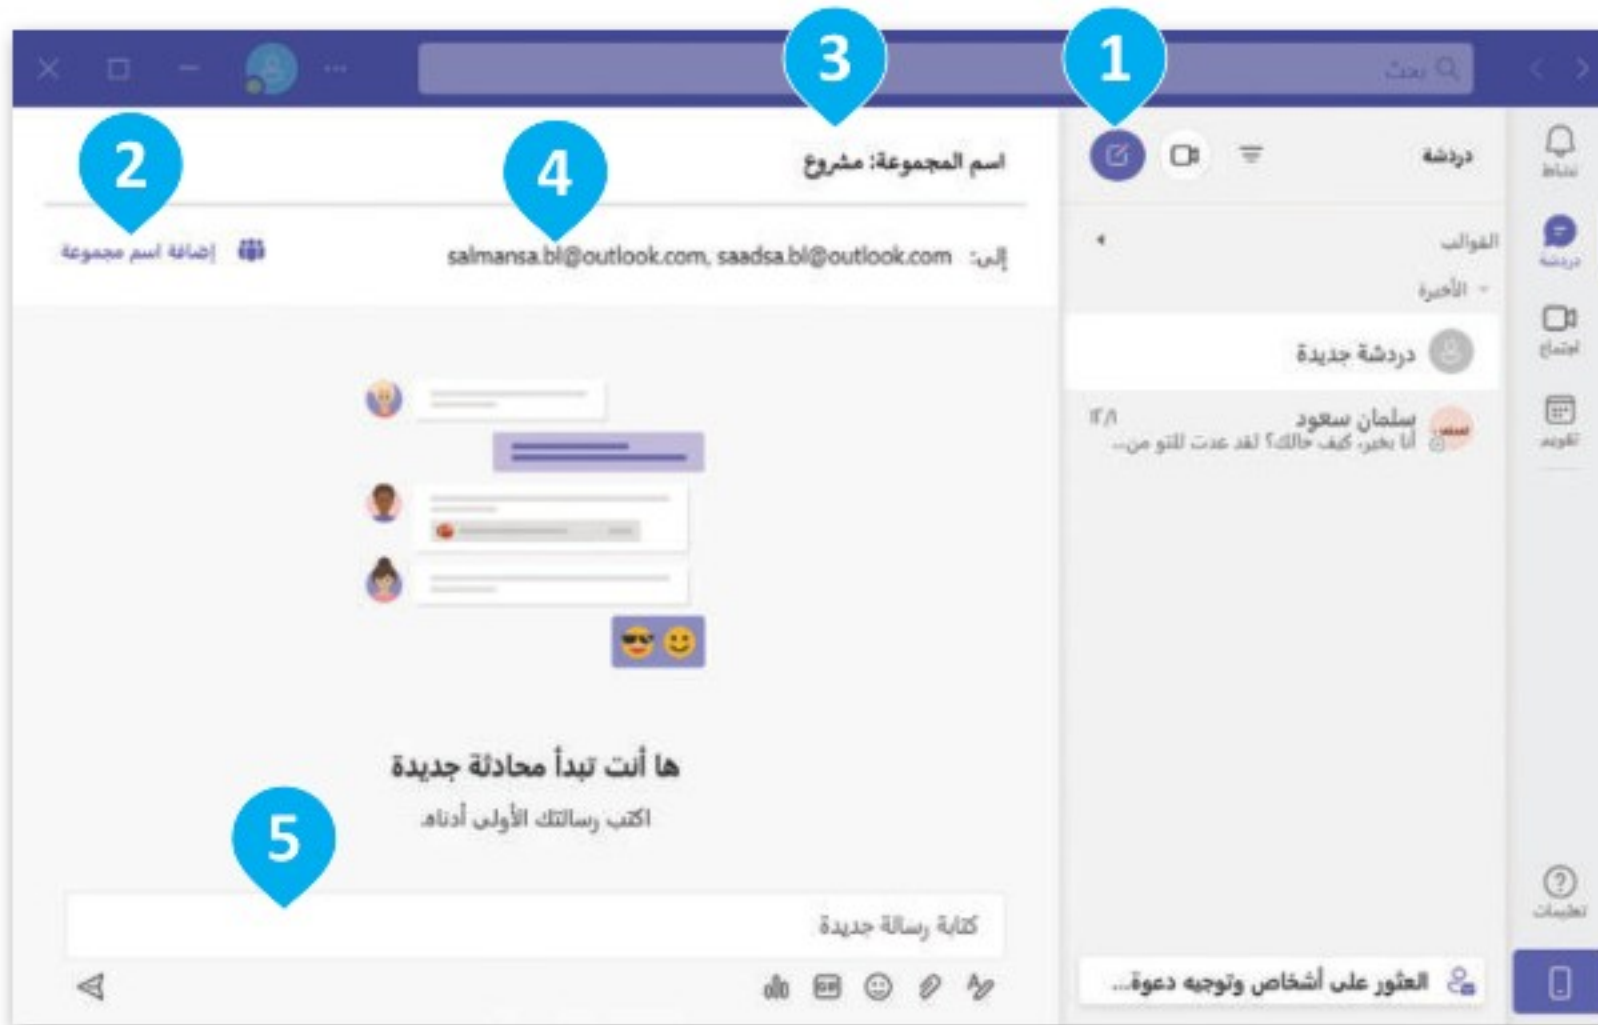 بحث
1
3
2
4
5
نشاط
دردشة
اجتماع
تقويم
تعليمات
دردشة
القوالب
الأخيرة
دردشة جديدة
سلمان سعود
١٢/١
أنا بخير، كيف حالك؟ لقد عدت للتو من...
العثور على أشخاص وتوجيه دعوة...
اسم المجموعة: مشروع
إلى: salmansa.bl@outlook.com, saadsa.bl@outlook.com
إضافة اسم مجموعة
ها أنت تبدأ محادثة جديدة
اكتب رسالتك الأولى أدناه.
كتابة رسالة جديدة
GIF